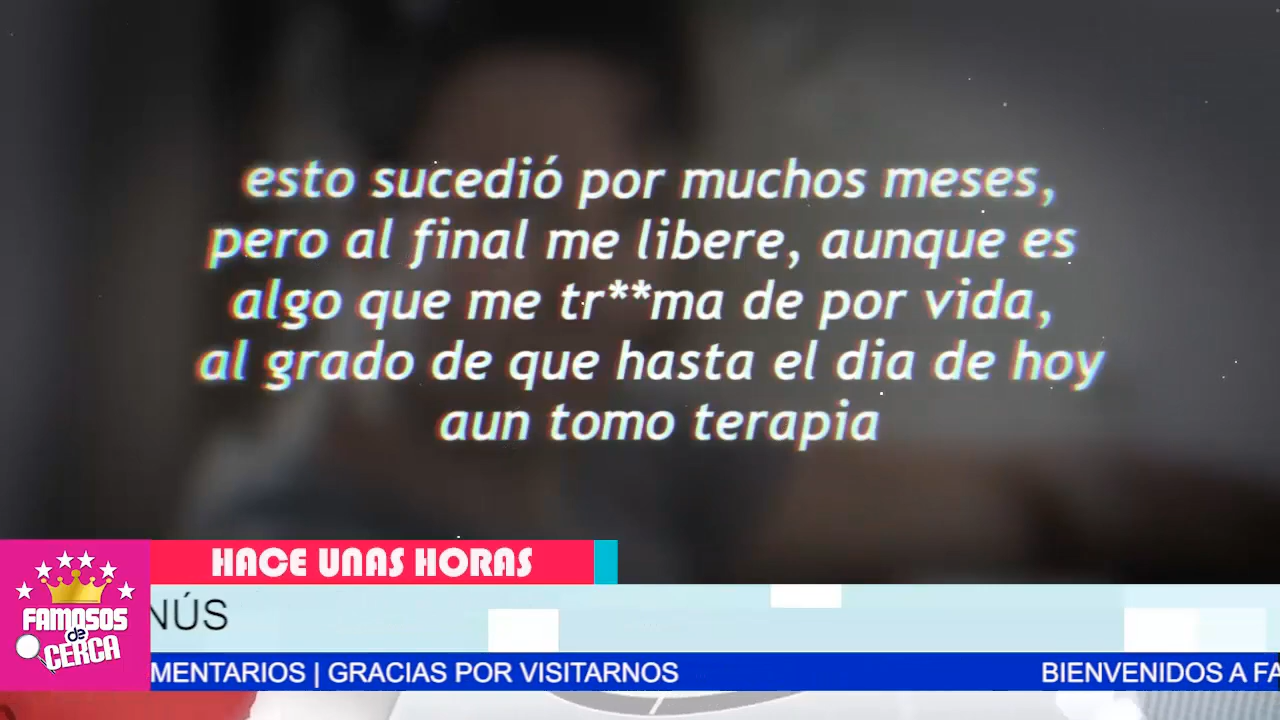 esto sucedió por muchos meses,
pero al final me libere, aunque es
algo que me tr**ma de por vida,
al grado de que hasta el dia de hoy
aun tomo terapia
HACE UNAS HORAS
NÚS
FAMOSOS
de
CERCA
MENTARIOS | GRACIAS POR VISITARNOS
BIENVENIDOS A FA